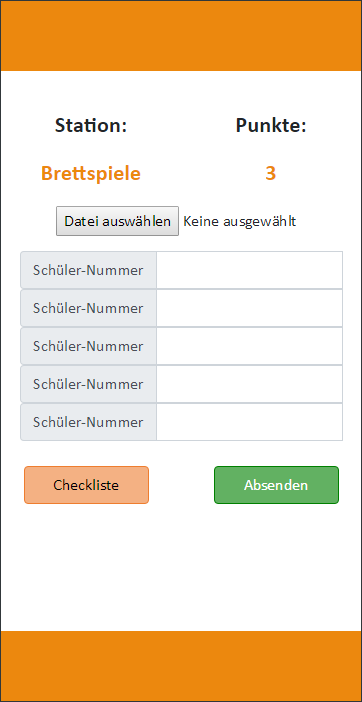 Station: Punkte:
Brettspiele 3
Datei auswählen Keine ausgewählt
Schüler-Nummer
Schüler-Nummer
Schüler-Nummer
Schüler-Nummer
Schüler-Nummer
Checkliste Absenden